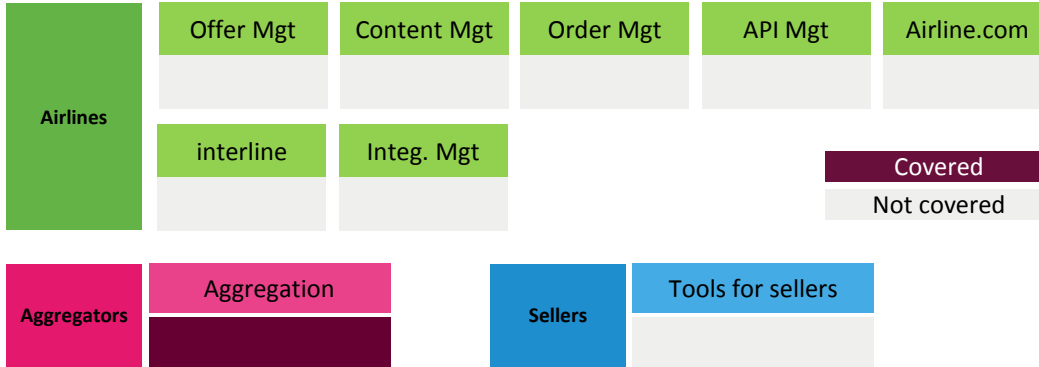 Offer Mgt
Content Mgt
Order Mgt
API Mgt
Airline.com
Airlines
interline
Integ. Mgt
Covered
Not covered
Aggregators
Aggregation
Sellers
Tools for sellers